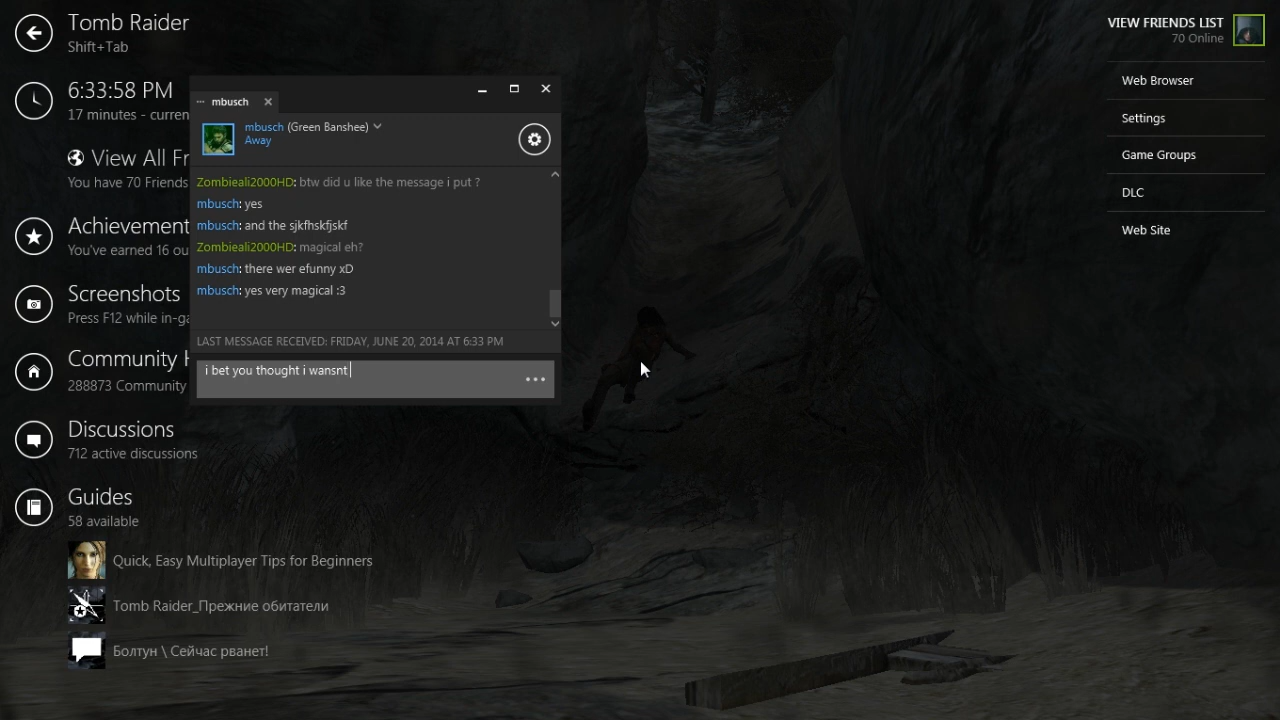 Tomb Raider
Shift+Tab
6:33:58 PM
17 minutes - curren
View All Fr
You have 70 Friends
Achievement
You've earned 16 ou
Screenshots
Press F12 while in-ga
Community H
288873 Community
Discussions
712 active discussions
Guides
58 available
Quick, Easy Multiplayer Tips for Beginners
Tomb Raider_Прежние обитатели
Болтун \ Сейчас рванет!
mbusch
mbusch (Green Banshee)
Away
Zombieali2000HD: btw did u like the message i put ?
mbusch: yes
mbusch: and the sjkfhskfjskf
Zombieali2000HD: magical eh?
mbusch: there wer efunny xD
mbusch: yes very magical :3
LAST MESSAGE RECEIVED: FRIDAY, JUNE 20, 2014 AT 6:33 PM
i bet you thought i wansnt
VIEW FRIENDS LIST
70 Online
Web Browser
Settings
Game Groups
DLC
Web Site